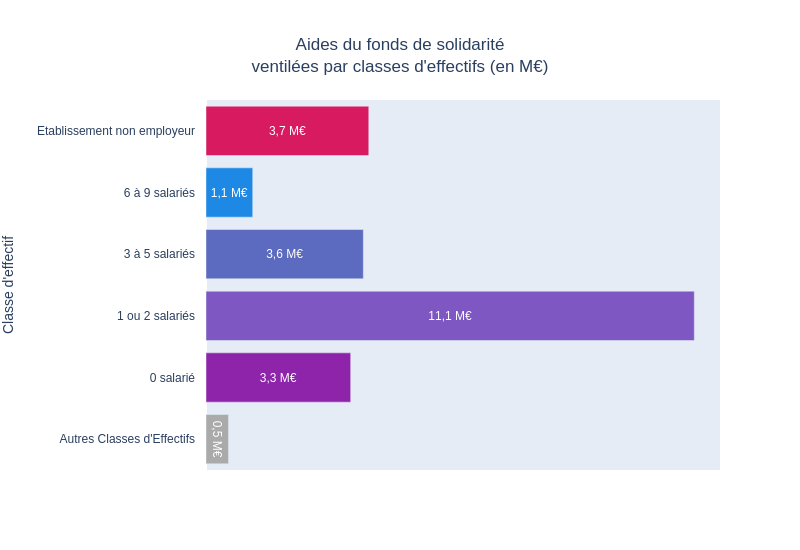 Aides du fonds de solidarité
ventilées par classes d'effectifs (en M€)
Classe d'effectif
Etablissement non employeur
3,7 M€
6 à 9 salariés
1,1 M€
3 à 5 salariés
3,6 M€
1 ou 2 salariés
11,1 M€
0 salarié
3,3 M€
Autres Classes d'Effectifs
0,5 M€